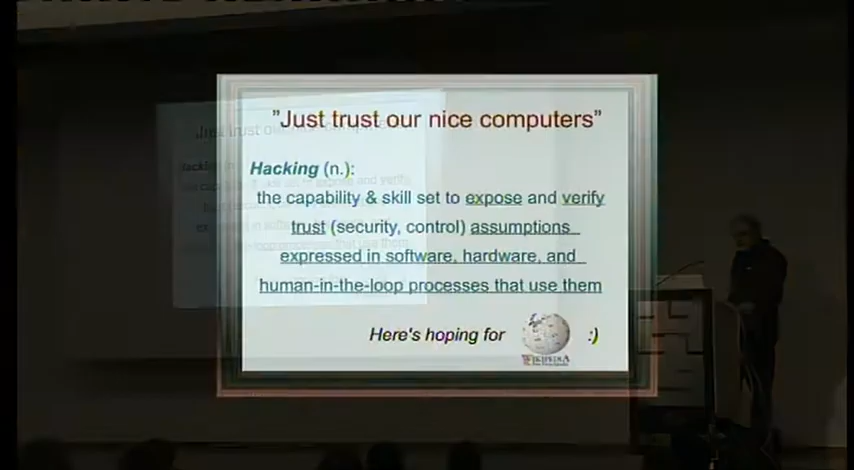 ”Just trust our nice computers”
Hacking (n.):
the capability & skill set to expose and verify
trust (security, control) assumptions
expressed in software, hardware, and
human-in-the-loop processes that use them
Here's hoping for :)
WIKIPEDIA